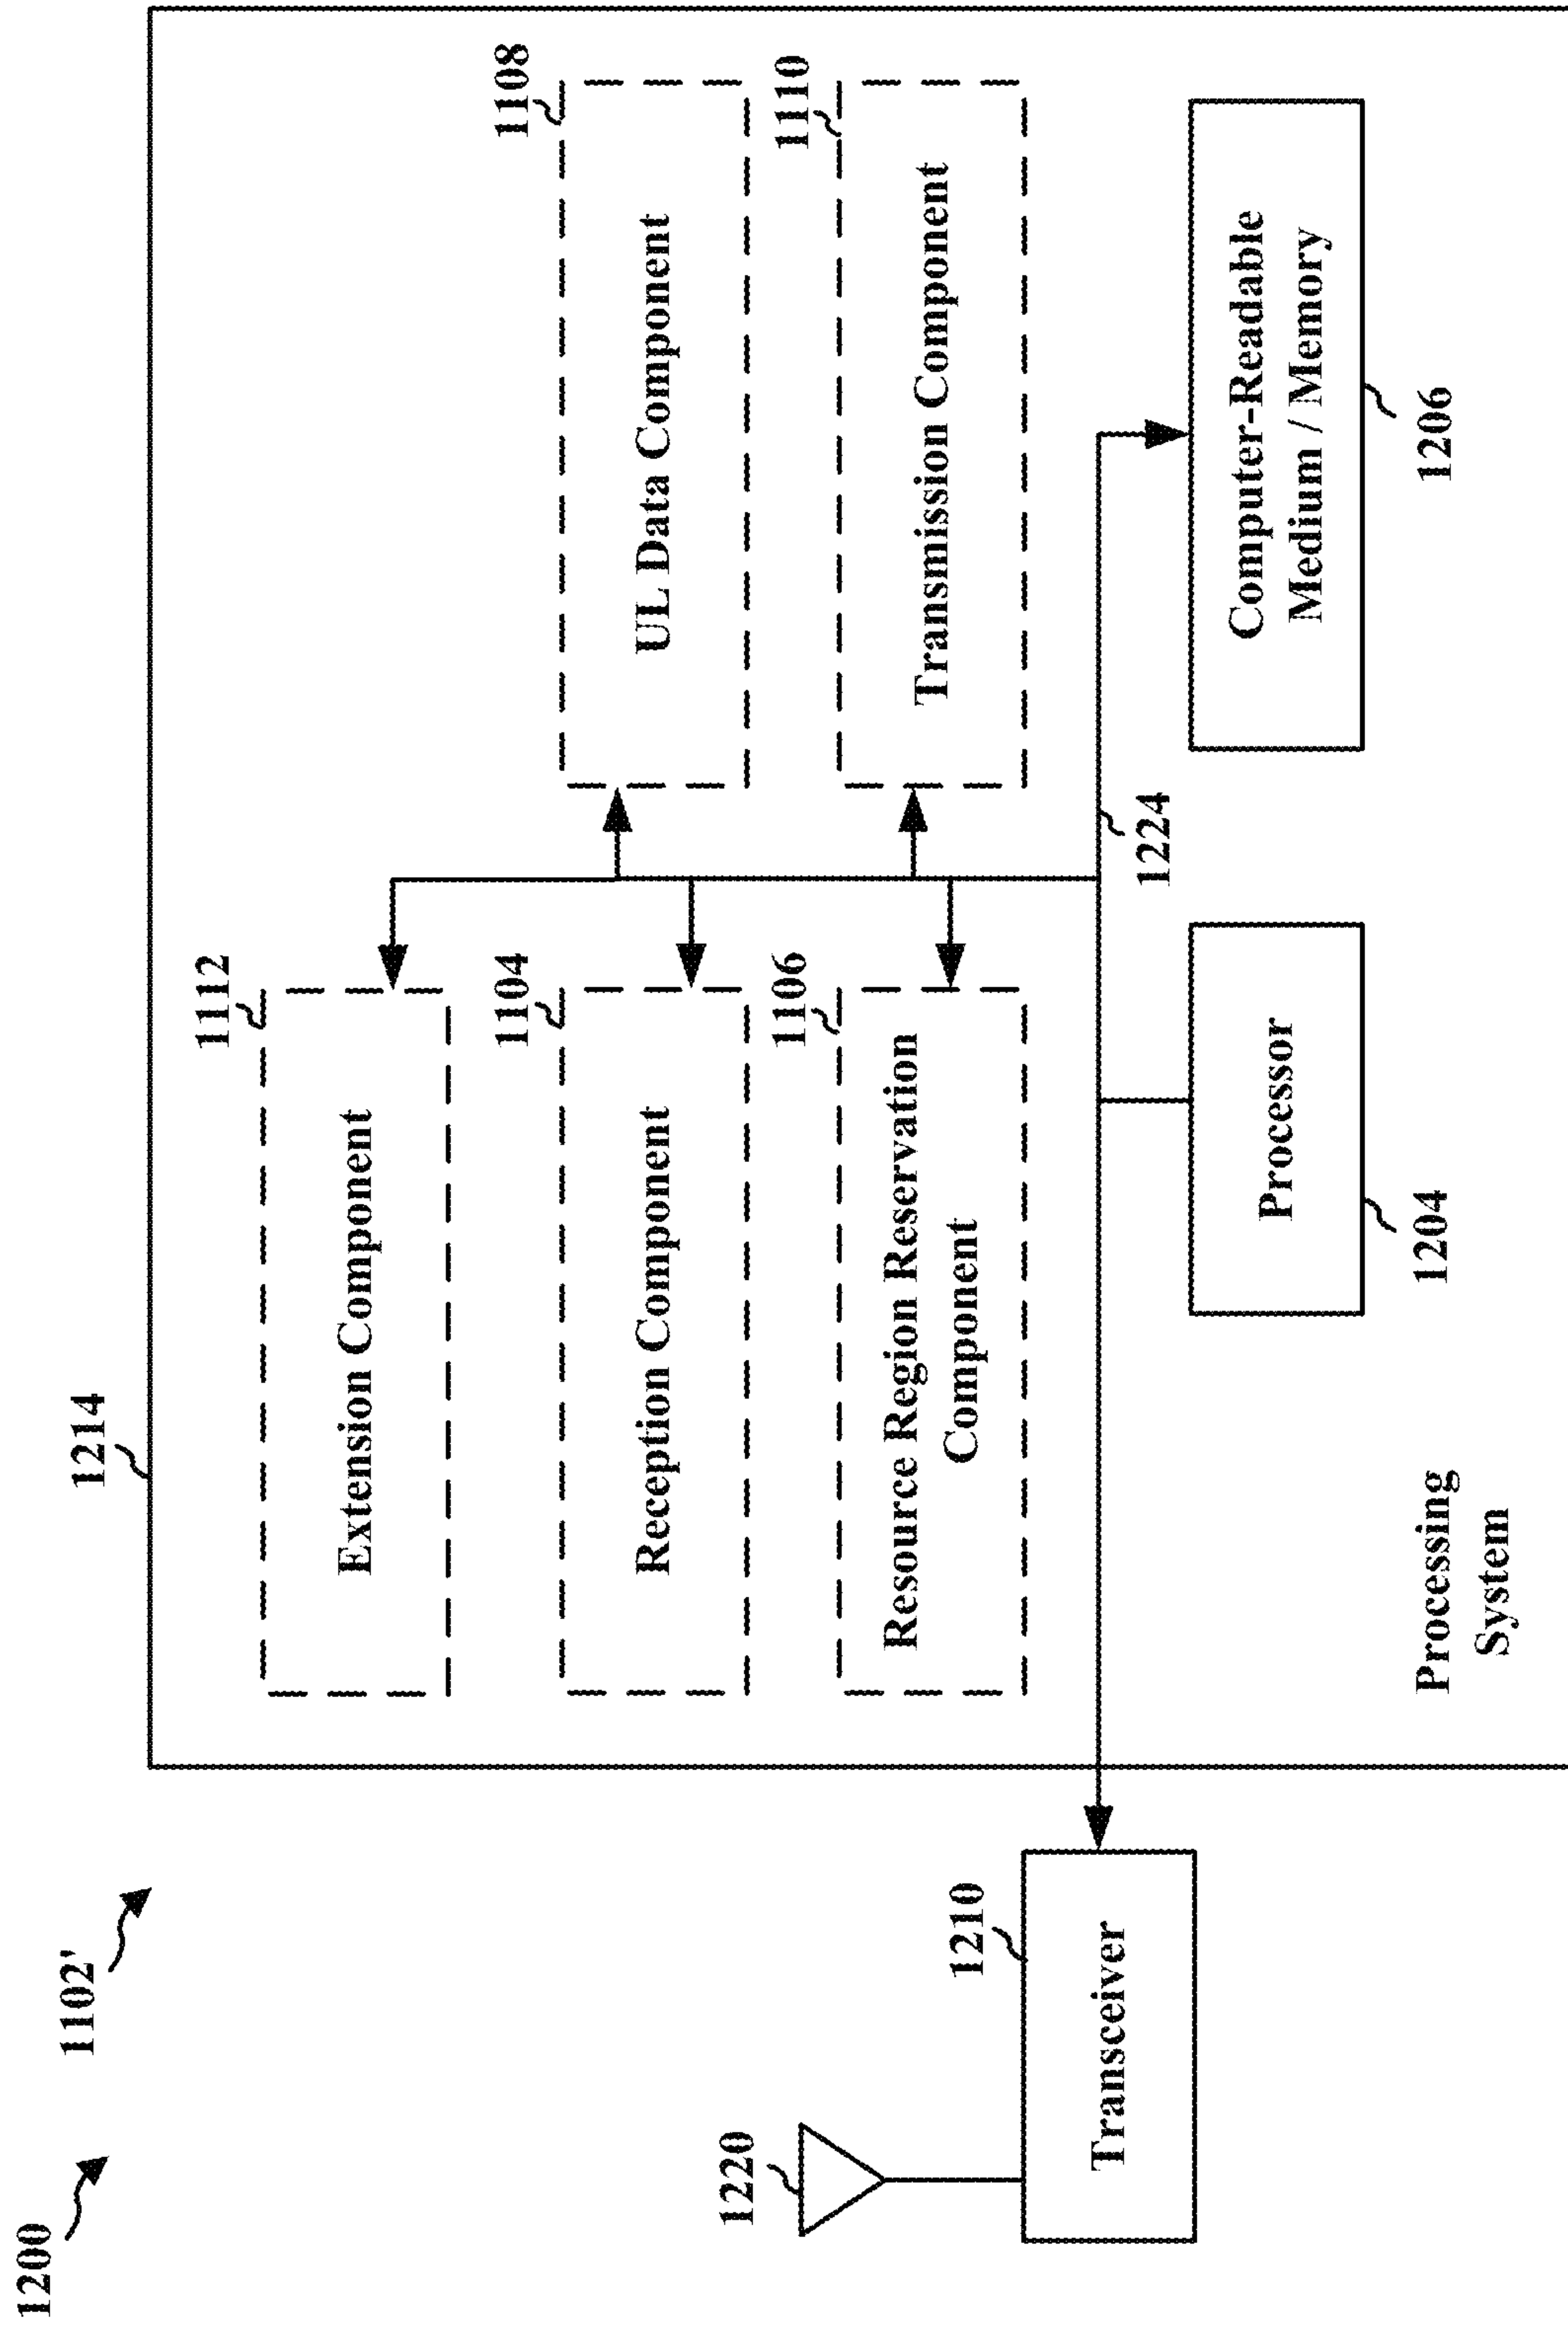 1200
1102'
1214
1112
Extension Component
1104
Reception Component
1108
UL Data Component
1106
Resource Region Reservation
Component
1110
Transmission Component
1220
1210
Transceiver
1224
Processor
1204
Computer-Readable
Medium / Memory
1206
Processing
System